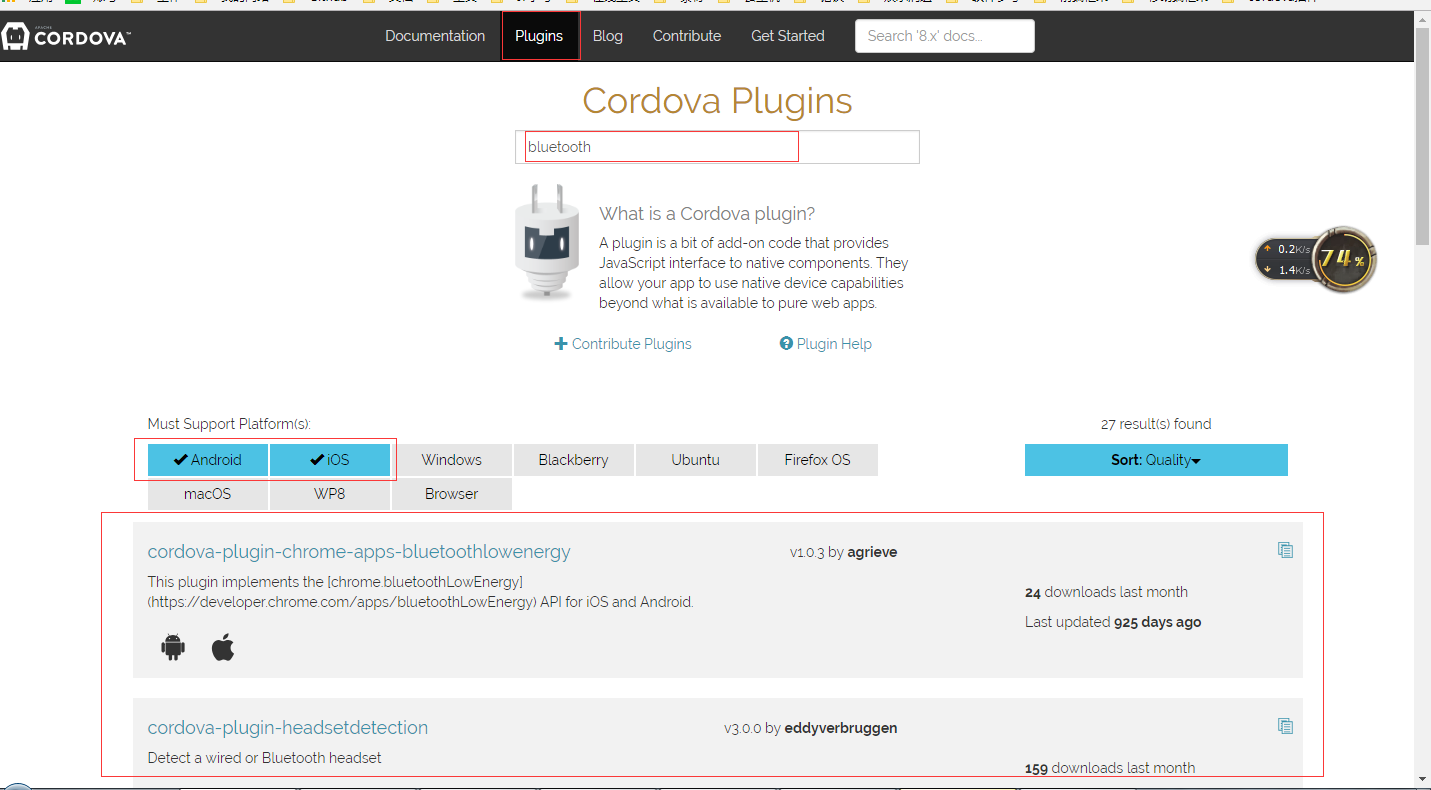 APACHE
CORDOVA™
Documentation
Plugins
Blog
Contribute
Get Started
Search '8.x' docs...
Cordova Plugins
bluetooth
What is a Cordova plugin?
A plugin is a bit of add-on code that provides
JavaScript interface to native components. They
allow your app to use native device capabilities
beyond what is available to pure web apps.
Contribute Plugins
Plugin Help
0.2K/s
1.4K/s
74%
Must Support Platform(s):
27 result(s) found
Android
iOS
Windows
Blackberry
Ubuntu
Firefox OS
Sort: Quality
macOS
WP8
Browser
cordova-plugin-chrome-apps-bluetoothlowenergy
v1.0.3 by agrieve
This plugin implements the [chrome.bluetoothLowEnergy]
(https://developer.chrome.com/apps/bluetoothLowEnergy) API for iOS and Android.
24 downloads last month
Last updated 925 days ago
cordova-plugin-headsetdetection
v3.0.0 by eddyverbruggen
Detect a wired or Bluetooth headset
159 downloads last month